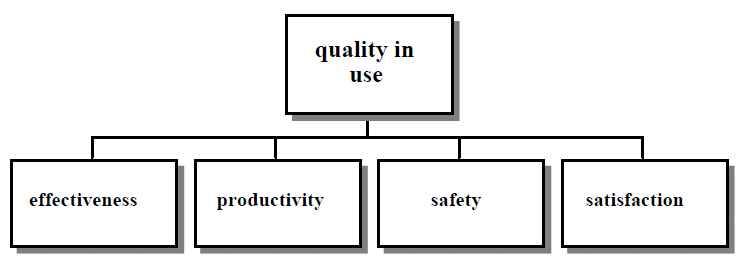 quality in
use
effectiveness
productivity
safety
satisfaction